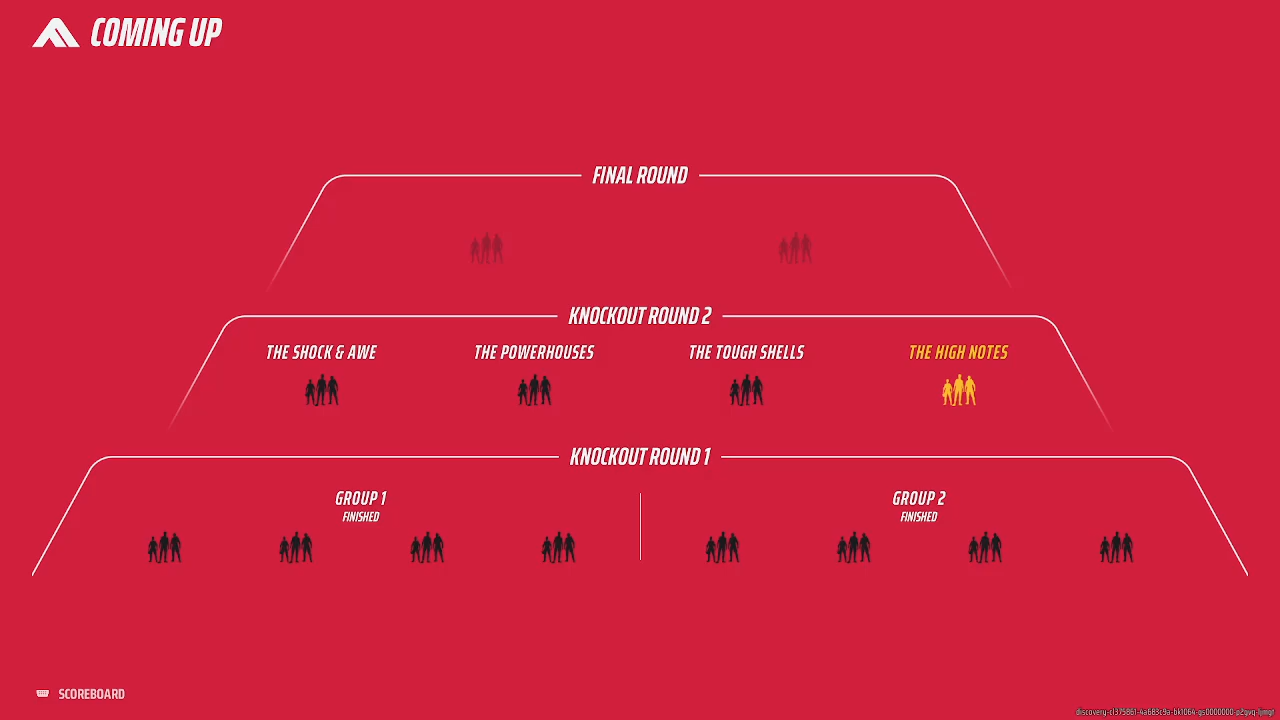 COMING UP
FINAL ROUND
KNOCKOUT ROUND 2
THE SHOCK & AWE
THE POWERHOUSES
THE TOUGH SHELLS
THE HIGH NOTES
KNOCKOUT ROUND 1
GROUP 1
FINISHED
GROUP 2
FINISHED
SCOREBOARD